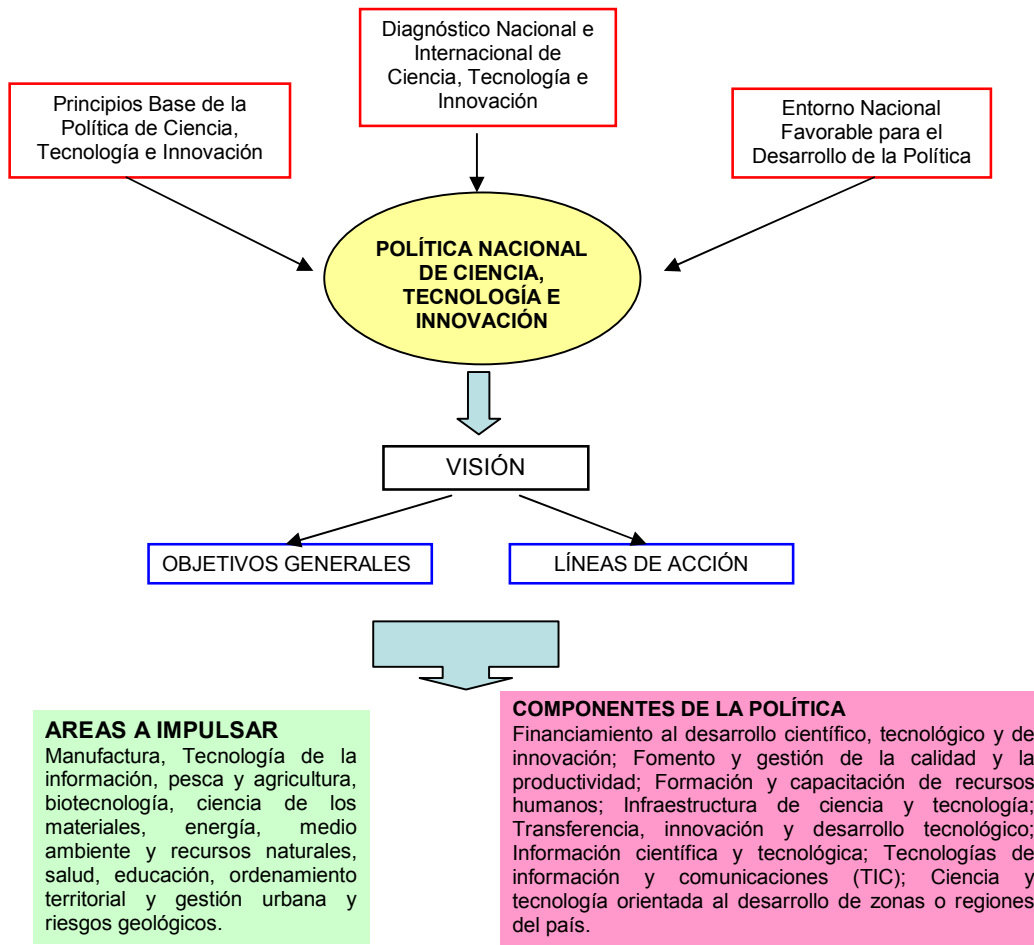 Diagnóstico Nacional e
Internacional de
Ciencia, Tecnología e
Innovación
Principios Base de la
Política de Ciencia,
Tecnología e Innovación
Entorno Nacional
Favorable para el
Desarrollo de la Política
POLÍTICA NACIONAL
DE CIENCIA,
TECNOLOGÍA E
INNOVACIÓN
VISIÓN
OBJETIVOS GENERALES
LÍNEAS DE ACCIÓN
AREAS A IMPULSAR
Manufactura, Tecnología de la
información, pesca y agricultura,
biotecnología, ciencia de los
materiales, energía, medio
ambiente y recursos naturales,
salud, educación, ordenamiento
territorial y gestión urbana y
riesgos geológicos.
COMPONENTES DE LA POLÍTICA
Financiamiento al desarrollo científico, tecnológico y de
innovación; Fomento y gestión de la calidad y la
productividad; Formación y capacitación de recursos
humanos; Infraestructura de ciencia y tecnología;
Transferencia, innovación y desarrollo tecnológico;
Información científica y tecnológica; Tecnologías de
información y comunicaciones (TIC); Ciencia y
tecnología orientada al desarrollo de zonas o regiones
del país.